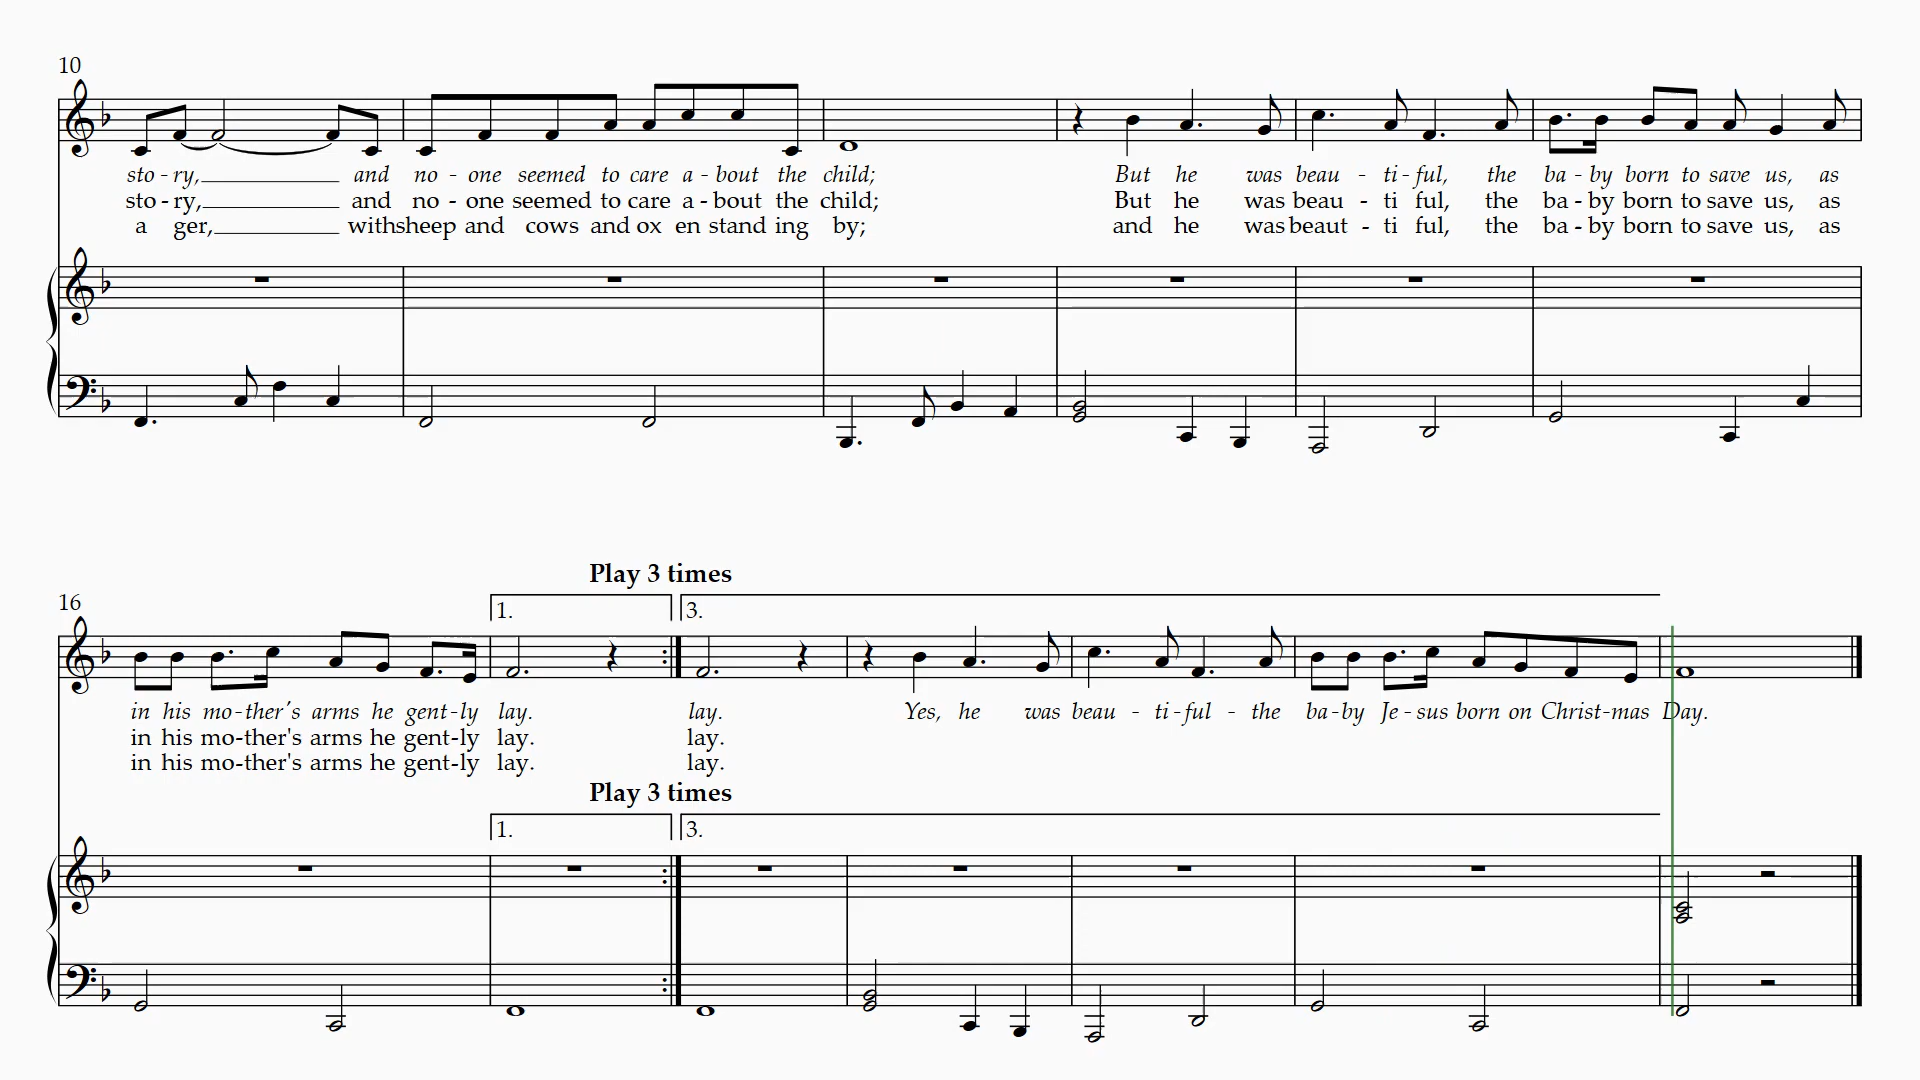 10
sto - ry,____________ and no - one seemed to care a - bout the child; But he was beau - ti - ful, the ba - by born to save us, as
sto - ry,____________ and no - one seemed to care a - bout the child; But he was beau - ti ful, the ba - by born to save us, as
a ger,____________ withsheep and cows and ox en stand ing by; and he was beaut - ti ful, the ba - by born to save us, as
Play 3 times
16
1. 3.
in his mo-ther's arms he gent-ly lay. lay. Yes, he was beau - ti-ful - the ba-by Je-sus born on Christ-mas Day.
in his mo-ther's arms he gent-ly lay. lay.
in his mo-ther's arms he gent-ly lay. lay.
Play 3 times
1. 3.